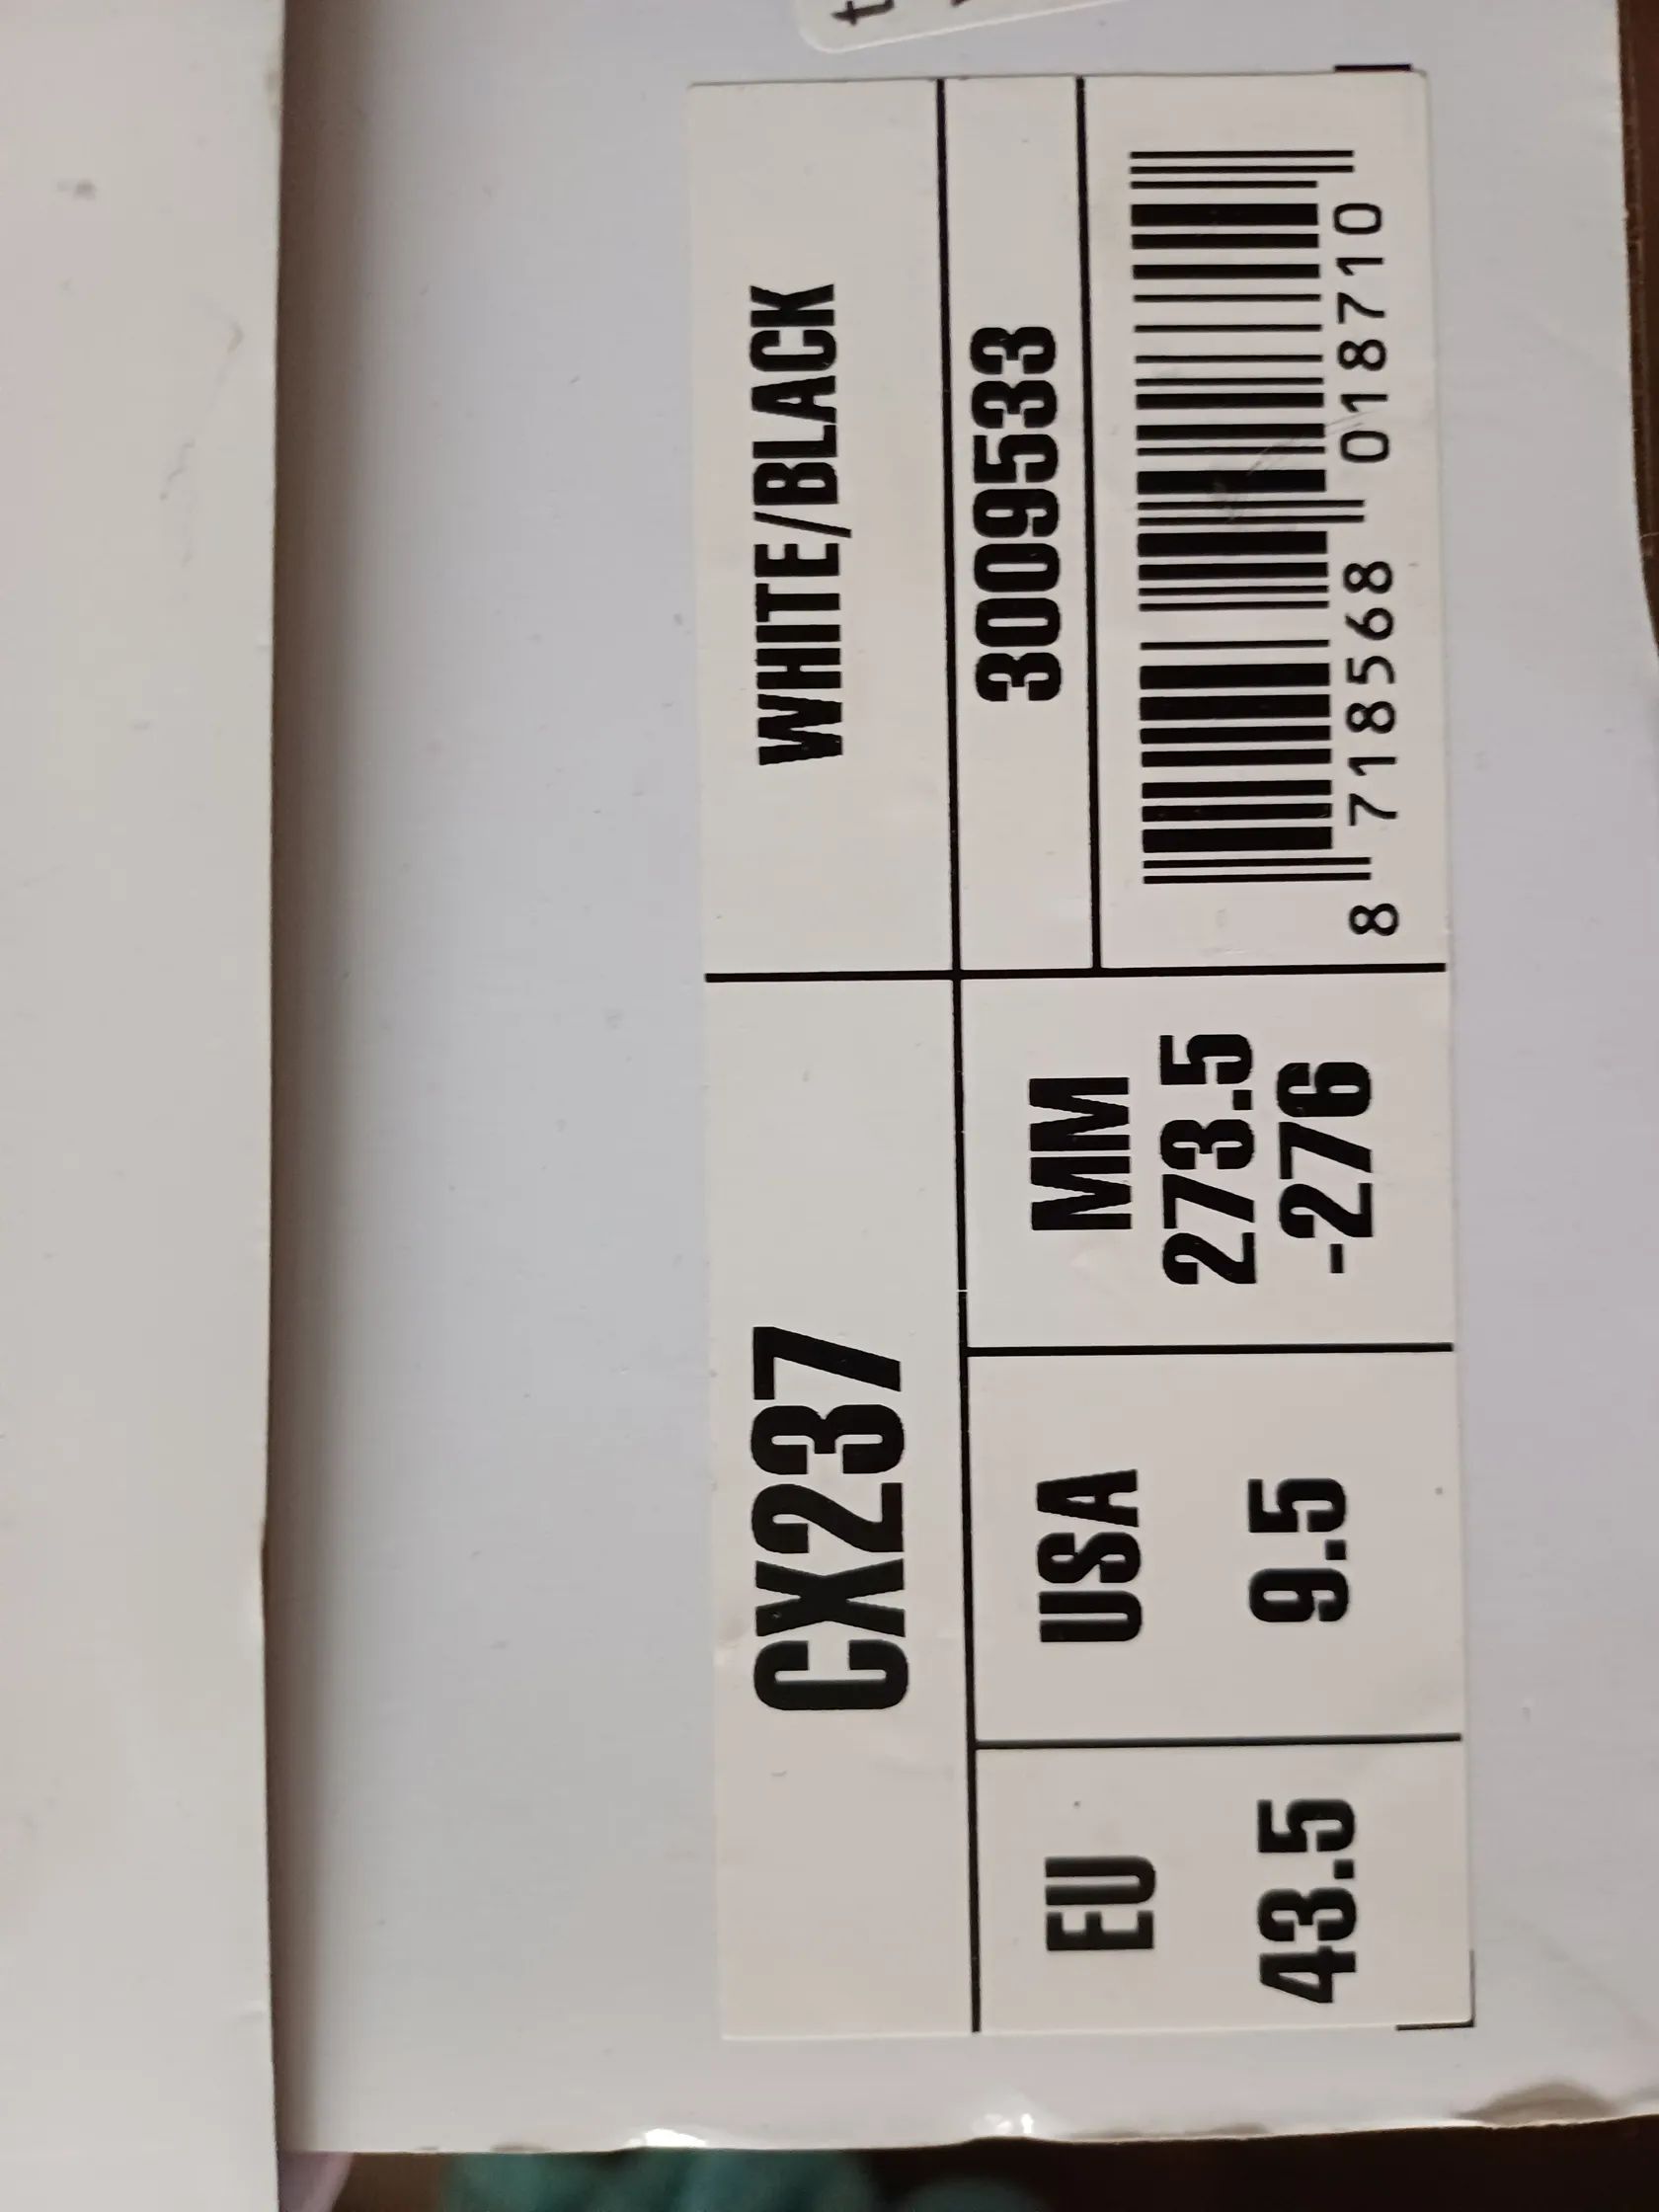 CX237
WHITE/BLACK
EU
43.5
USA
9.5
MM
273.5
-276
3009533
8 718568 018710